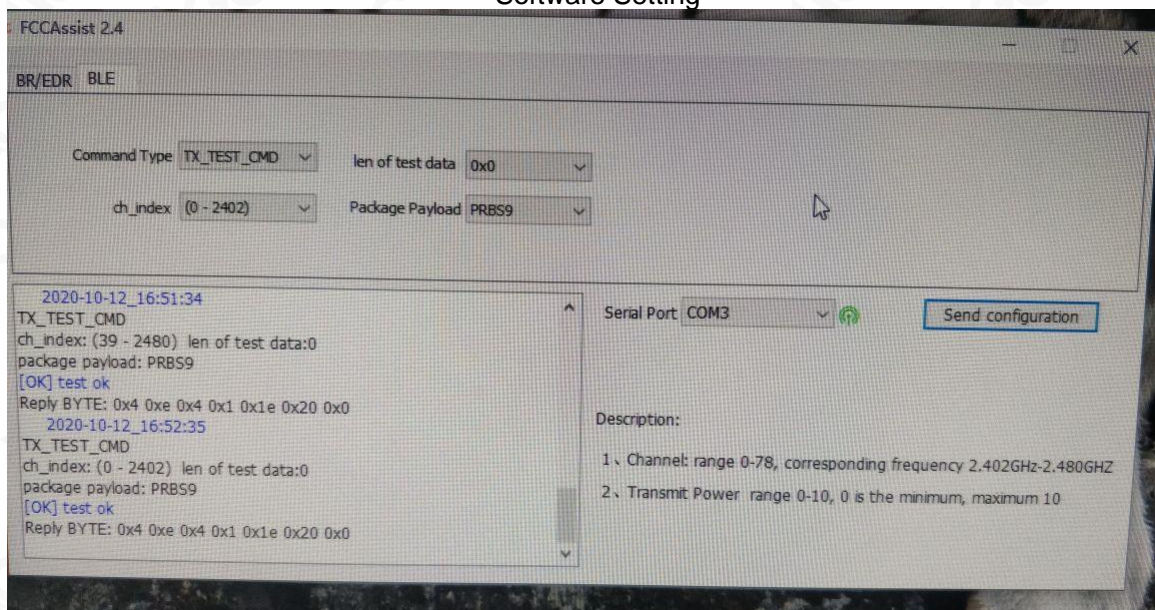 Software Setting
FCCAssist 2.4
BR/EDR BLE
Command Type TX_TEST_CMD len of test data 0x0
ch_index (0 - 2402) Package Payload PRBS9
2020-10-12_16:51:34
TX_TEST_CMD
ch_index: (39 - 2480) len of test data:0
package payload: PRBS9
[OK] test ok
Reply BYTE: 0x4 0xe 0x4 0x1 0x1e 0x20 0x0
2020-10-12_16:52:35
TX_TEST_CMD
ch_index: (0 - 2402) len of test data:0
package payload: PRBS9
[OK] test ok
Reply BYTE: 0x4 0xe 0x4 0x1 0x1e 0x20 0x0
Serial Port COM3 Send configuration
Description:
1、Channel: range 0-78, corresponding frequency 2.402GHz-2.480GHZ
2、Transmit Power range 0-10, 0 is the minimum, maximum 10